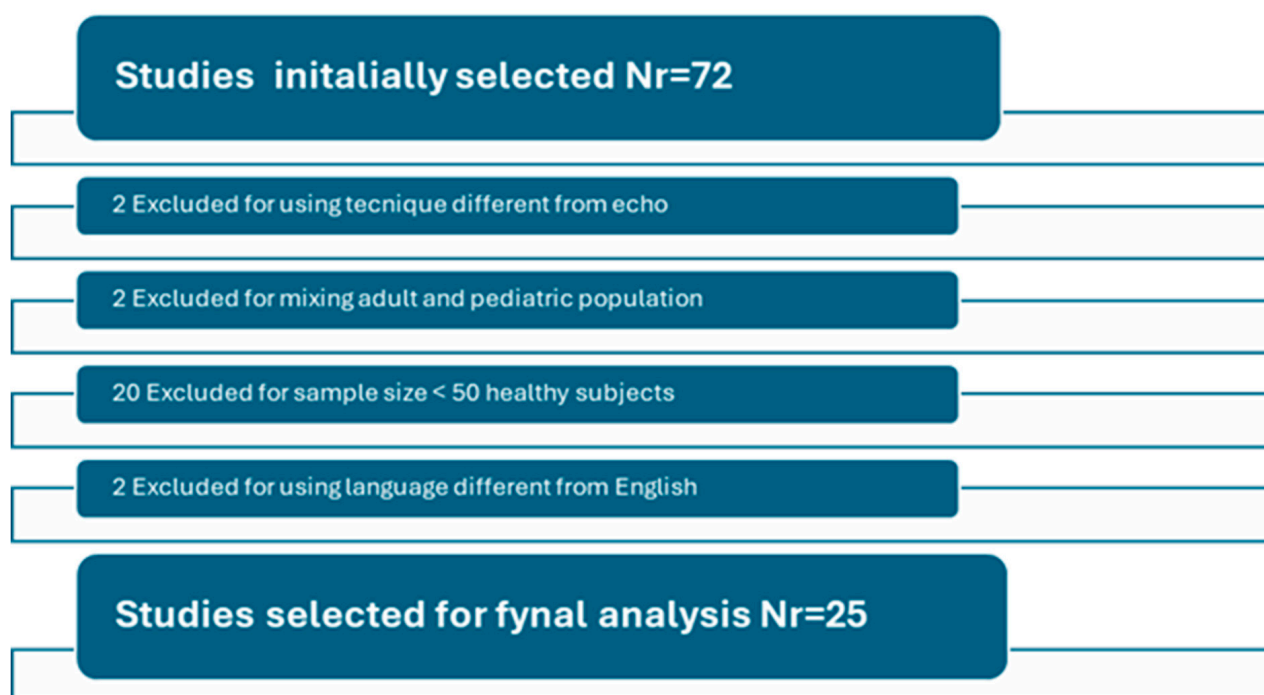 Studies initalially selected Nr=72
2 Excluded for using tecnique different from echo
2 Excluded for mixing adult and pediatric population
20 Excluded for sample size < 50 healthy subjects
2 Excluded for using language different from English
Studies selected for fynal analysis Nr=25